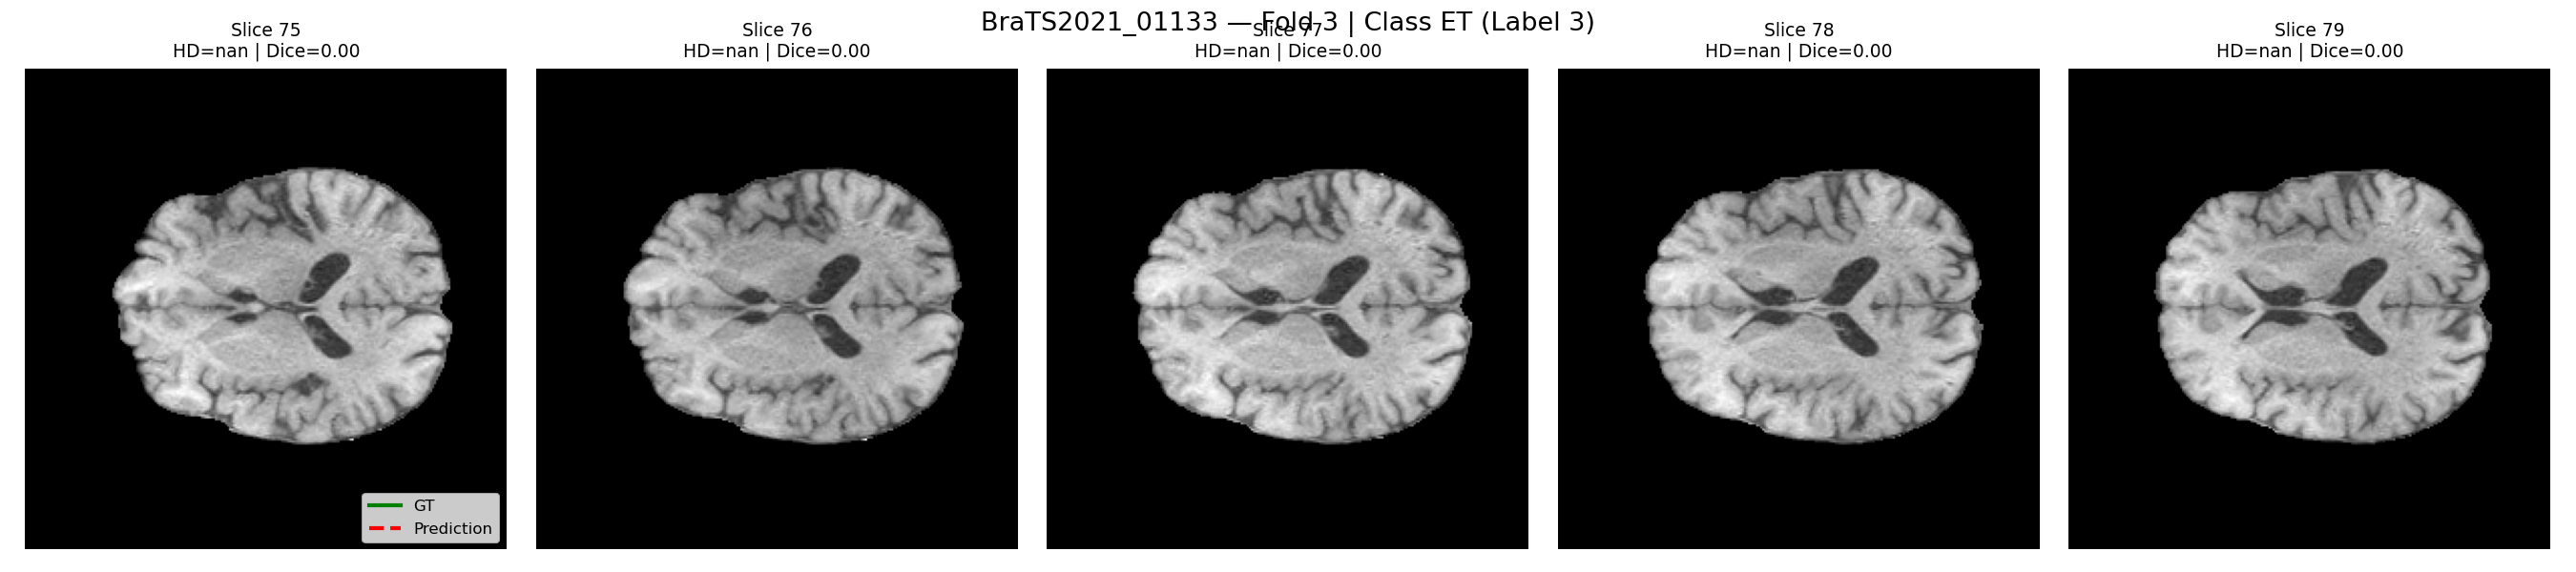 BraTS2021_01133 — Fold 3 | Class ET (Label 3)
Slice 75
HD=nan | Dice=0.00
Slice 76
HD=nan | Dice=0.00
Slice 77
HD=nan | Dice=0.00
Slice 78
HD=nan | Dice=0.00
Slice 79
HD=nan | Dice=0.00
GT
Prediction